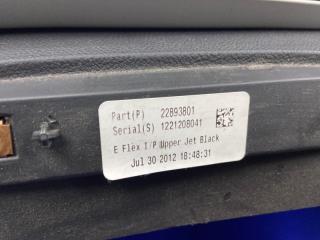 Part(P) 22893801
Serial(S) 1221208041
E Flex I/P Upper Jet Black
Jul 30 2012 18:48:31